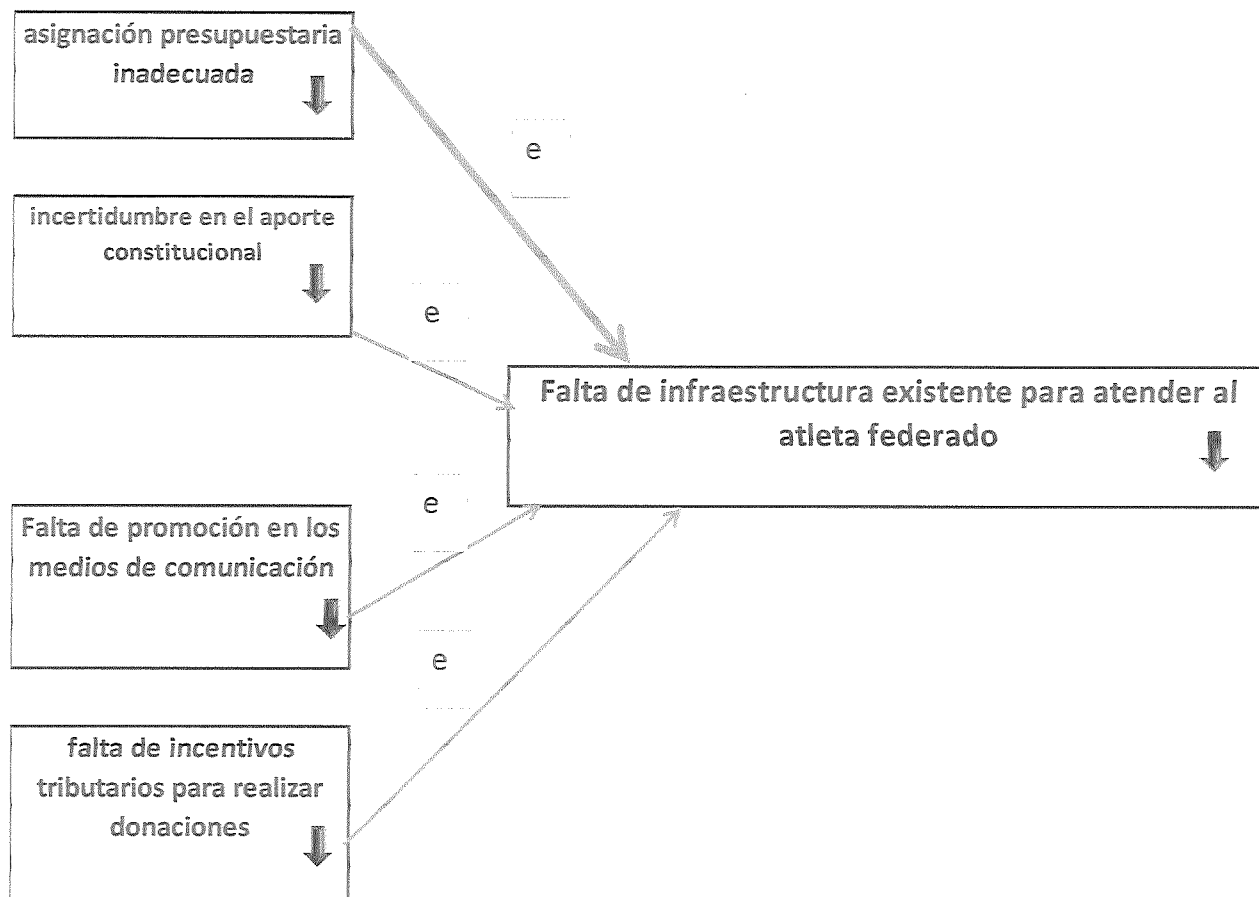 asignación presupuestaria
inadecuada
e
incertidumbre en el aporte
constitucional
e
Falta de infraestructura existente para atender al
atleta federado
e
Falta de promoción en los
medios de comunicación
e
falta de incentivos
tributarios para realizar
donaciones